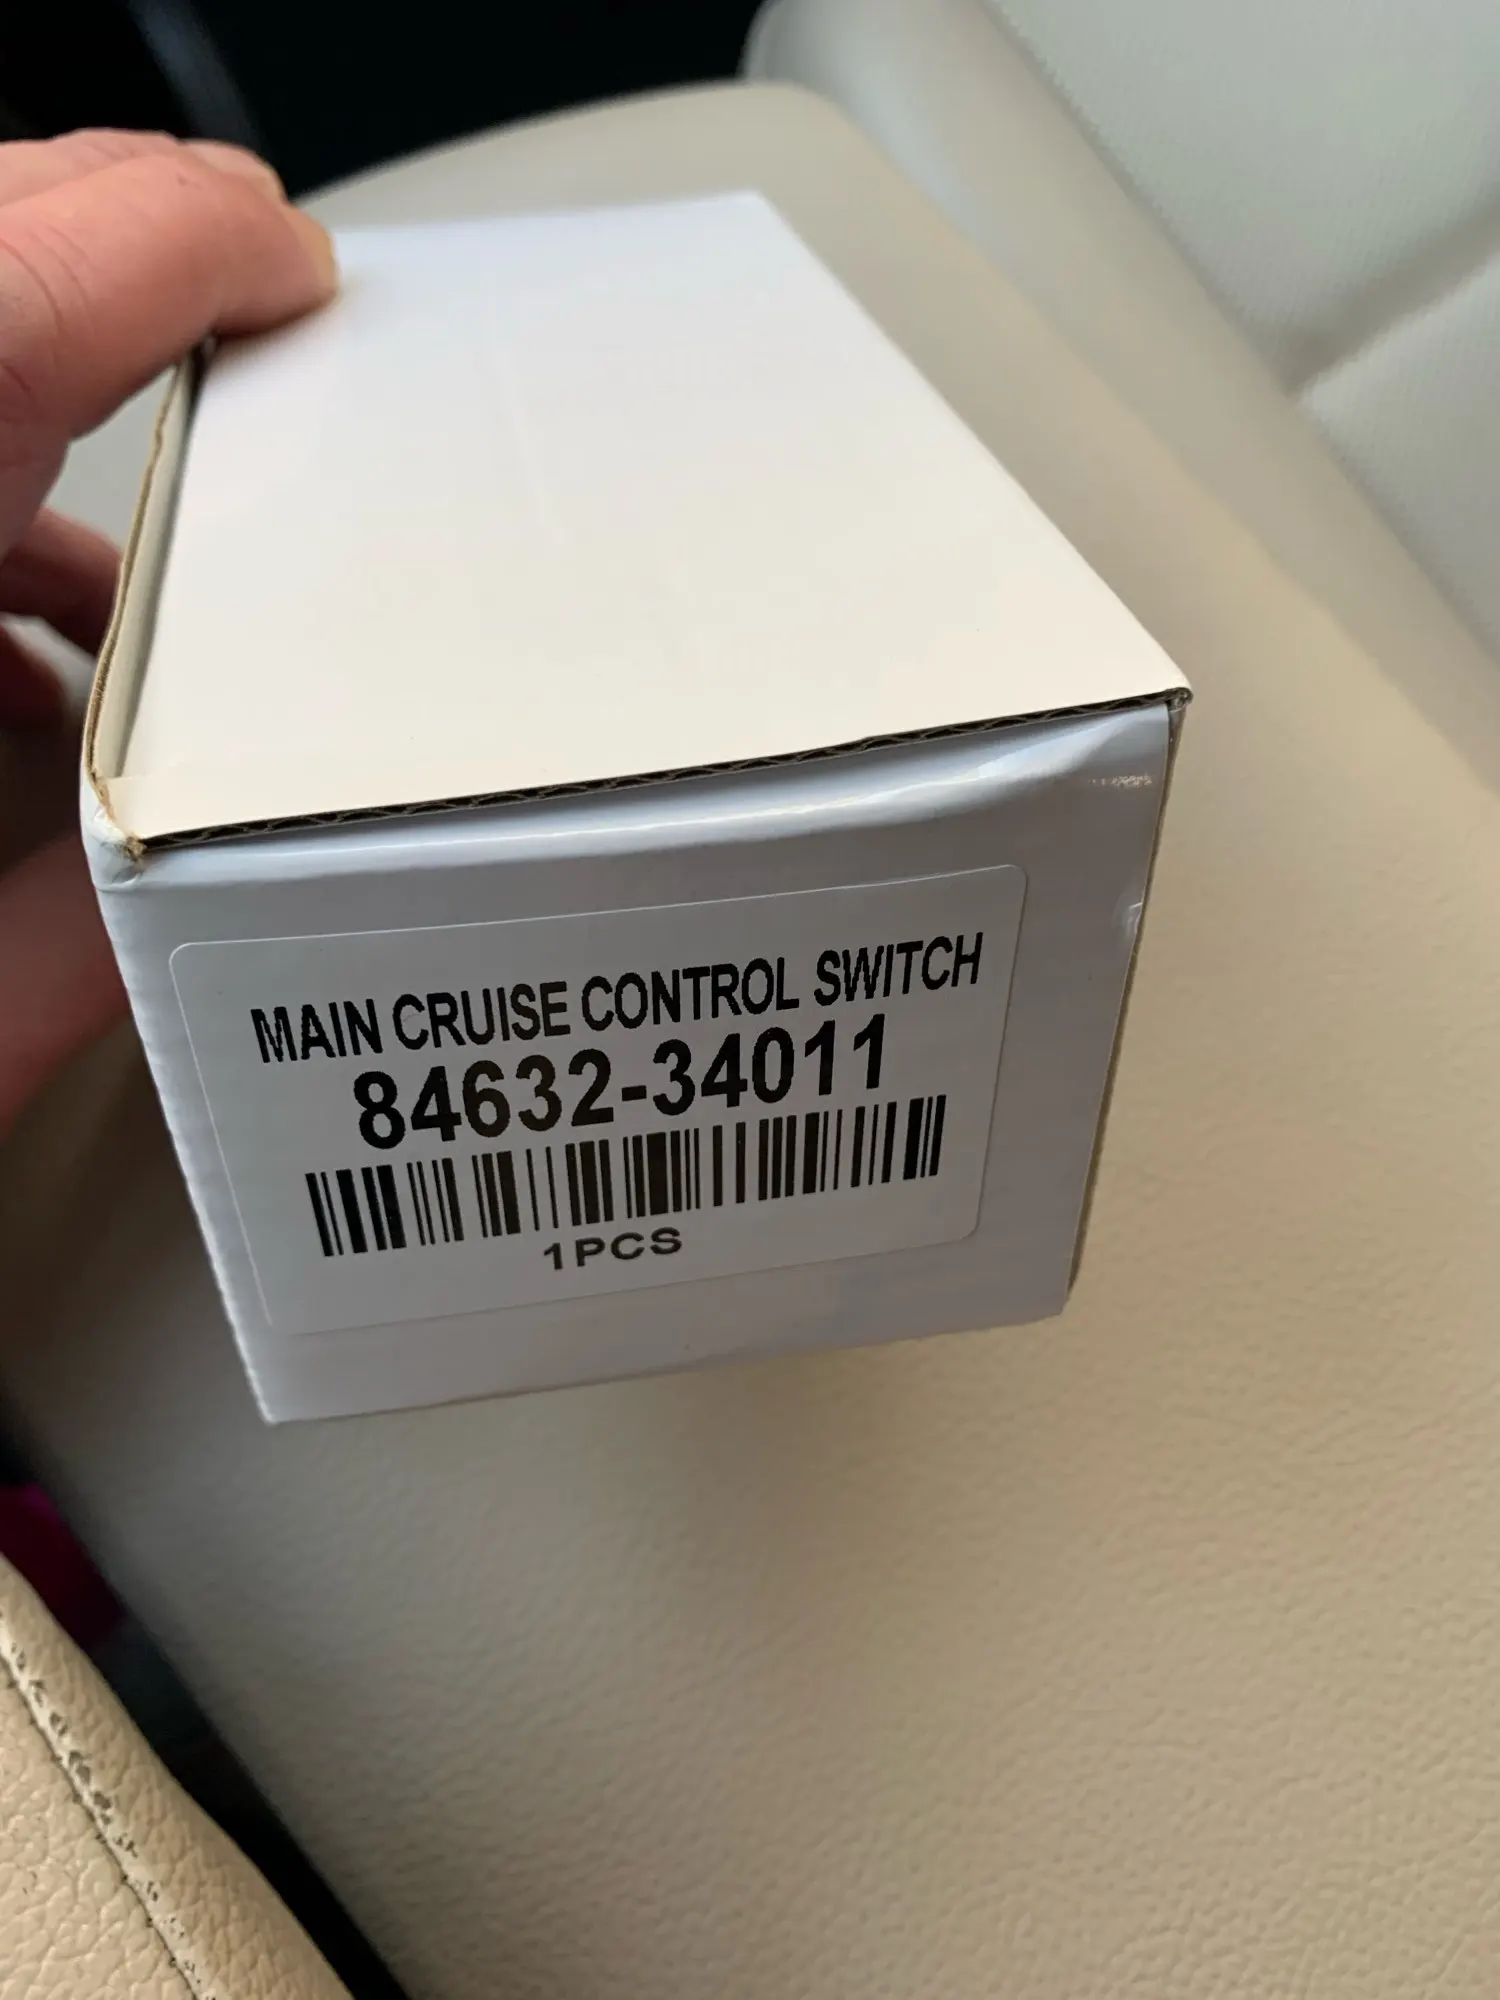 MAIN CRUISE CONTROL SWITCH
84632-34011
1PCS